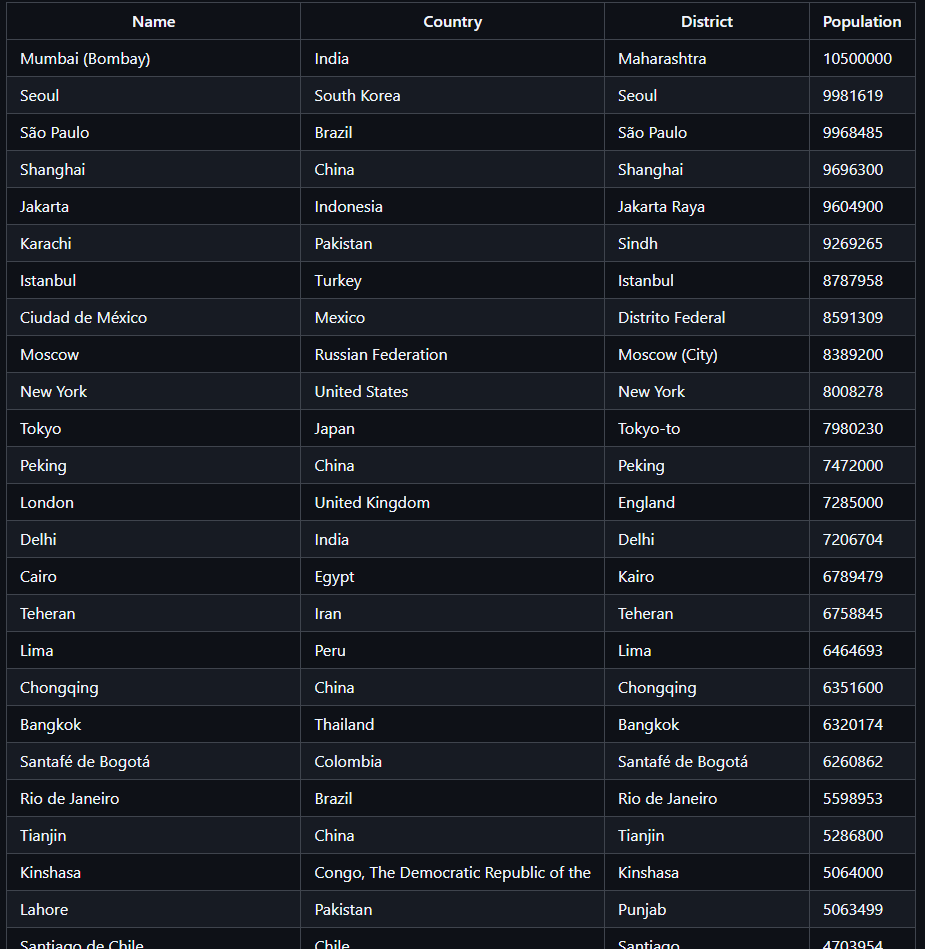 Name Country District Population
Mumbai (Bombay) India Maharashtra 10500000
Seoul South Korea Seoul 9981619
São Paulo Brazil São Paulo 9968485
Shanghai China Shanghai 9696300
Jakarta Indonesia Jakarta Raya 9604900
Karachi Pakistan Sindh 9269265
Istanbul Turkey Istanbul 8787958
Ciudad de México Mexico Distrito Federal 8591309
Moscow Russian Federation Moscow (City) 8389200
New York United States New York 8008278
Tokyo Japan Tokyo-to 7980230
Peking China Peking 7472000
London United Kingdom England 7285000
Delhi India Delhi 7206704
Cairo Egypt Kairo 6789479
Teheran Iran Teheran 6758845
Lima Peru Lima 6464693
Chongqing China Chongqing 6351600
Bangkok Thailand Bangkok 6320174
Santafé de Bogotá Colombia Santafé de Bogotá 6260862
Rio de Janeiro Brazil Rio de Janeiro 5598953
Tianjin China Tianjin 5286800
Kinshasa Congo, The Democratic Republic of the Kinshasa 5064000
Lahore Pakistan Punjab 5063499
Santiago de Chile Chile Santiago 4703954